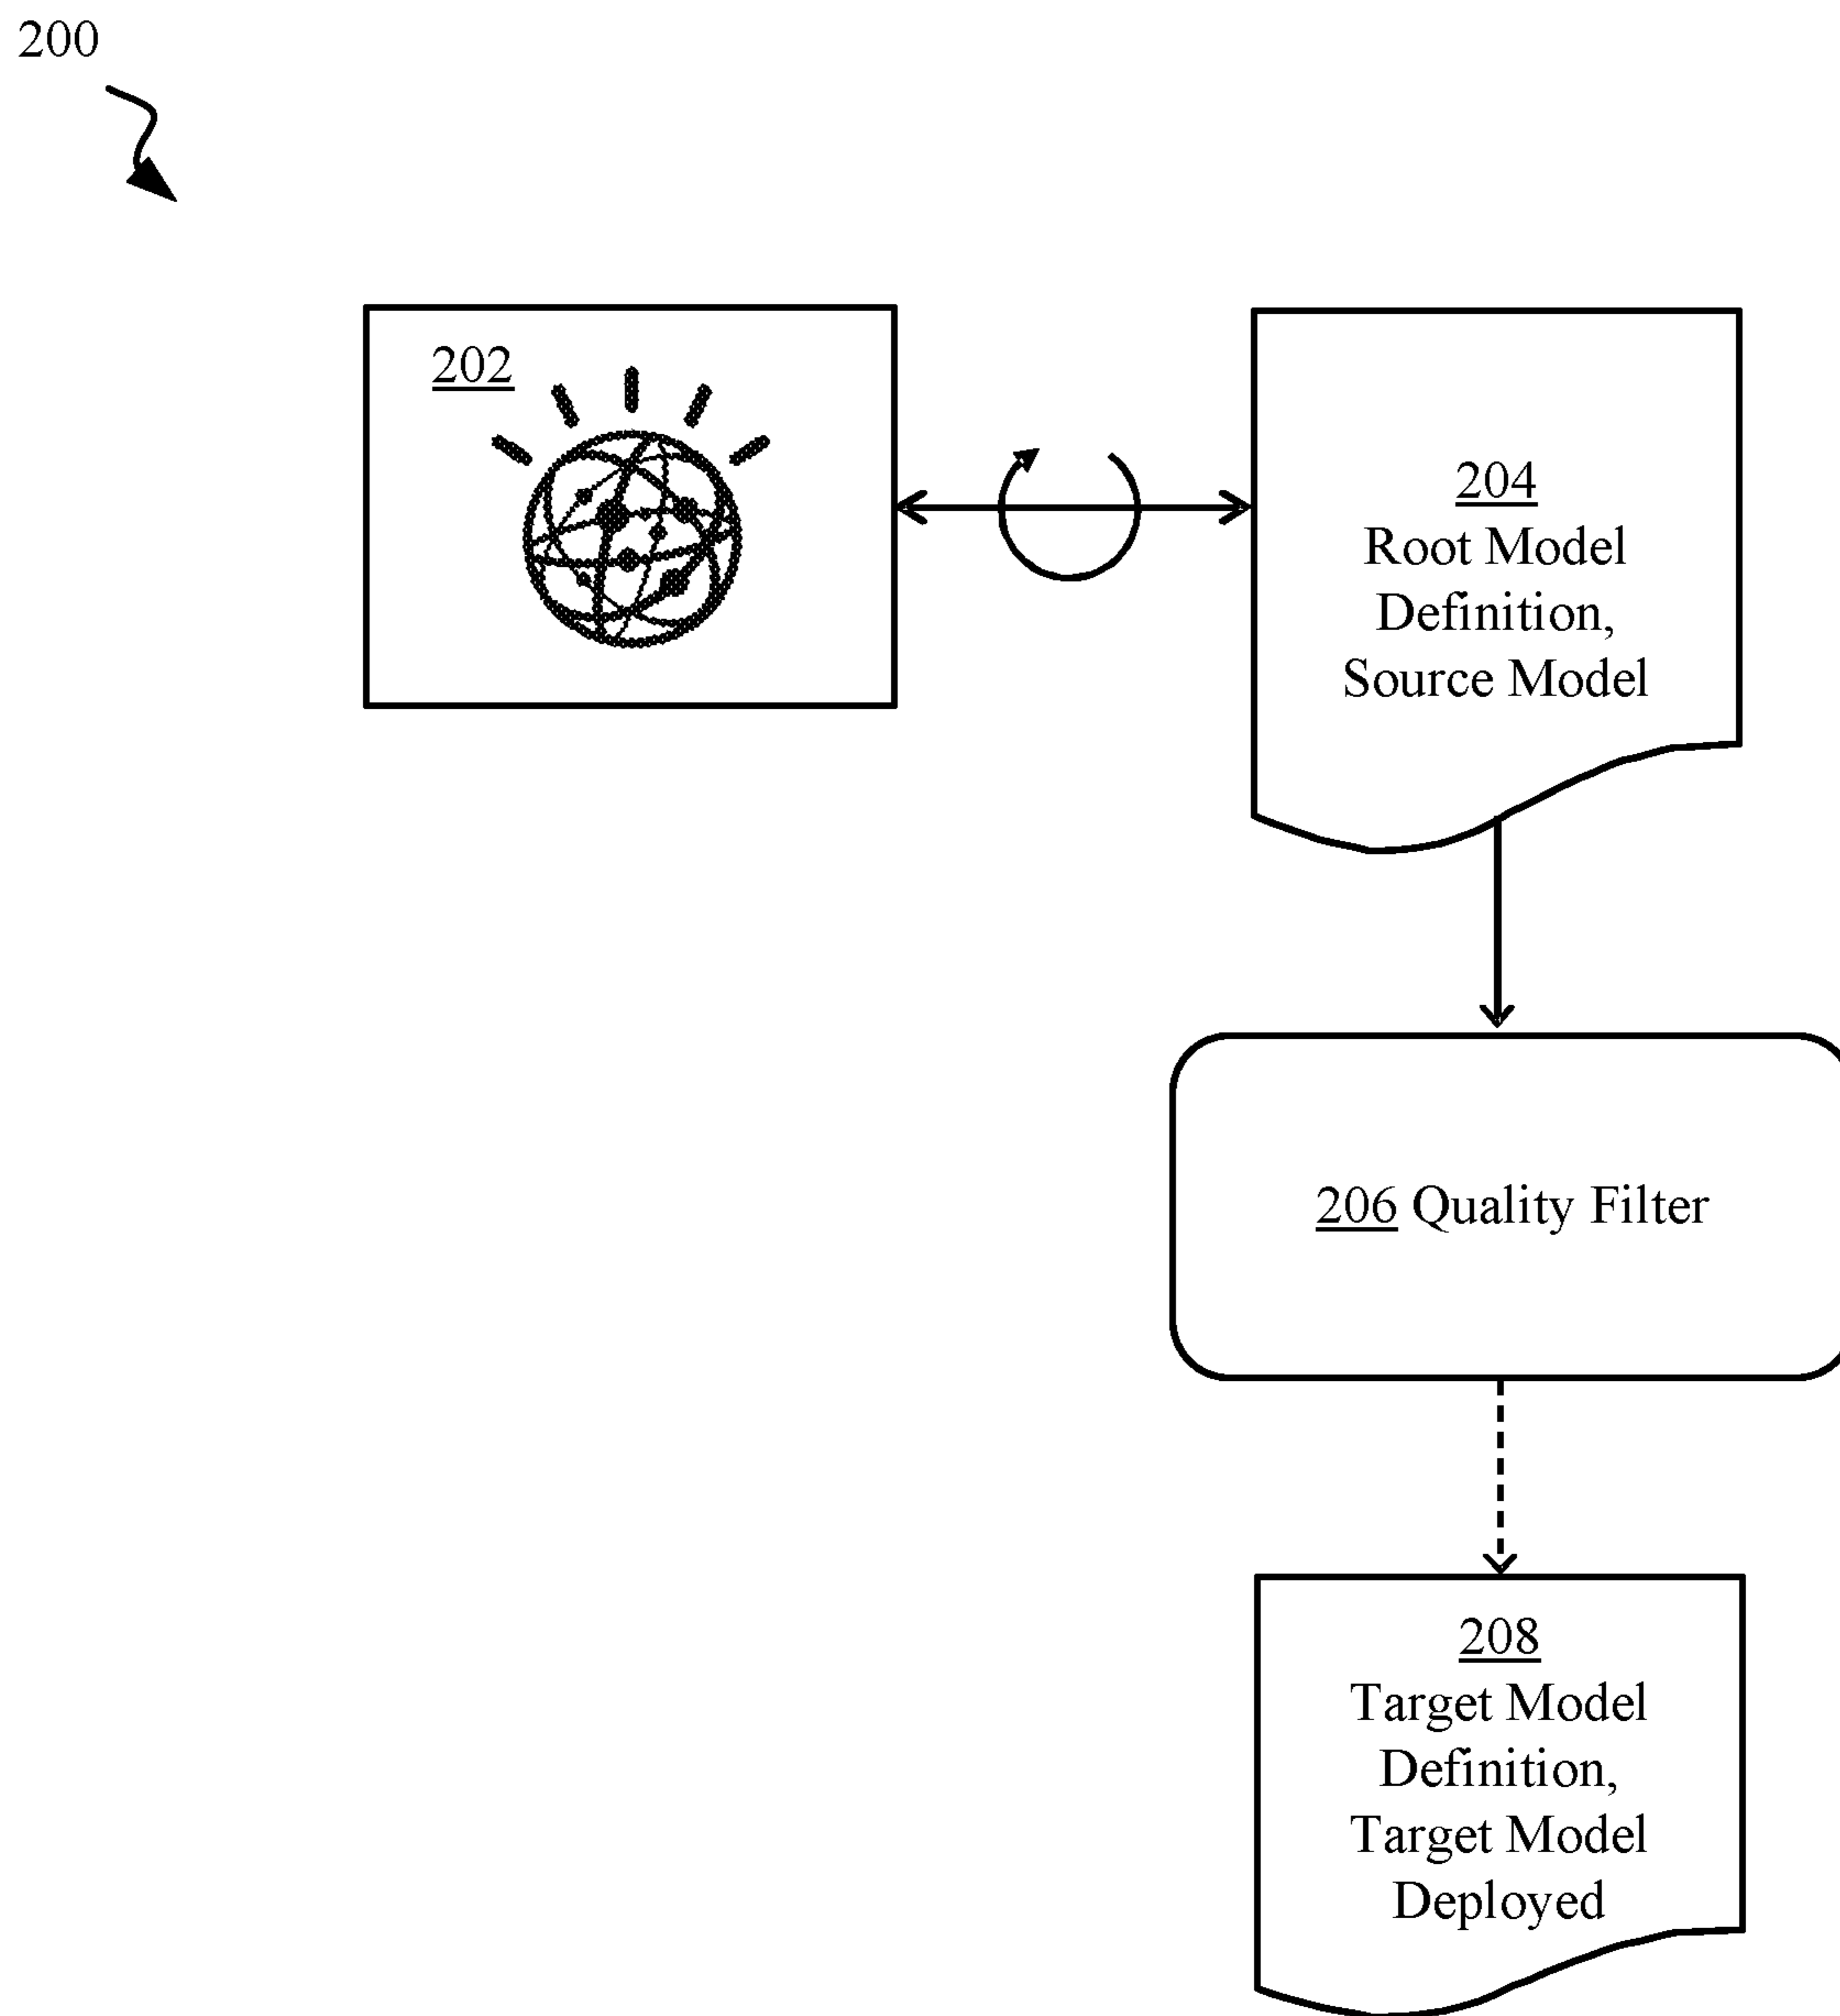 200
202
204
Root Model
Definition,
Source Model
206 Quality Filter
208
Target Model
Definition,
Target Model
Deployed